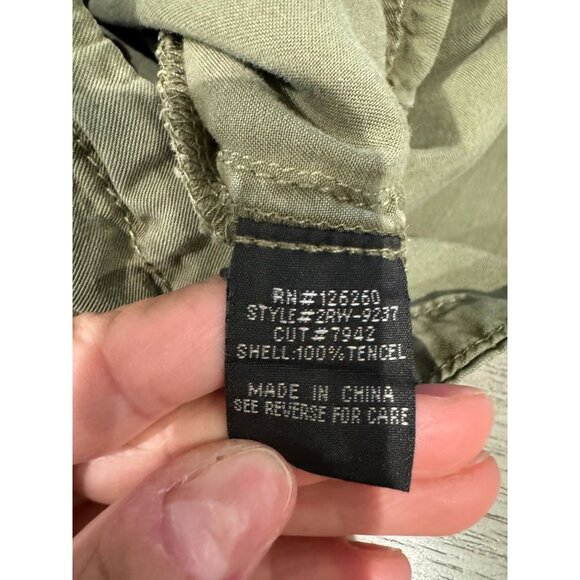 RN#126260
STYLE#2RW-9237
CUT#7942
SHELL:100%TENCEL
MADE IN CHINA
SEE REVERSE FOR CARE